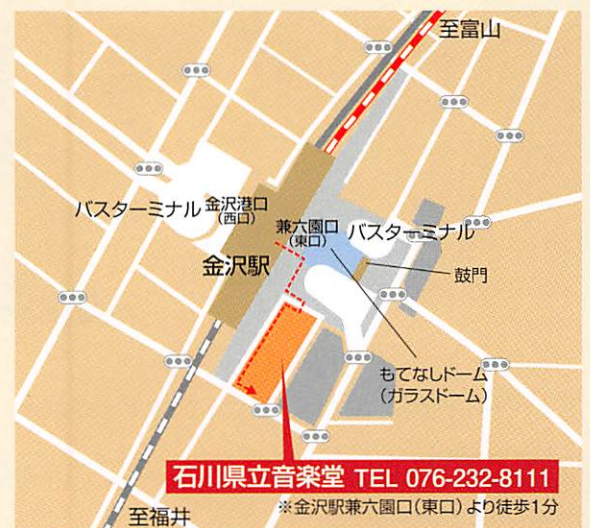 至富山
バスターミナル
金沢港口
(西口)
兼六園口
(東口)
バスターミナル
金沢駅
鼓門
もてなしドーム
(ガラスドーム)
石川県立音楽堂 TEL 076-232-8111
※金沢駅兼六園口(東口)より徒歩1分
至福井